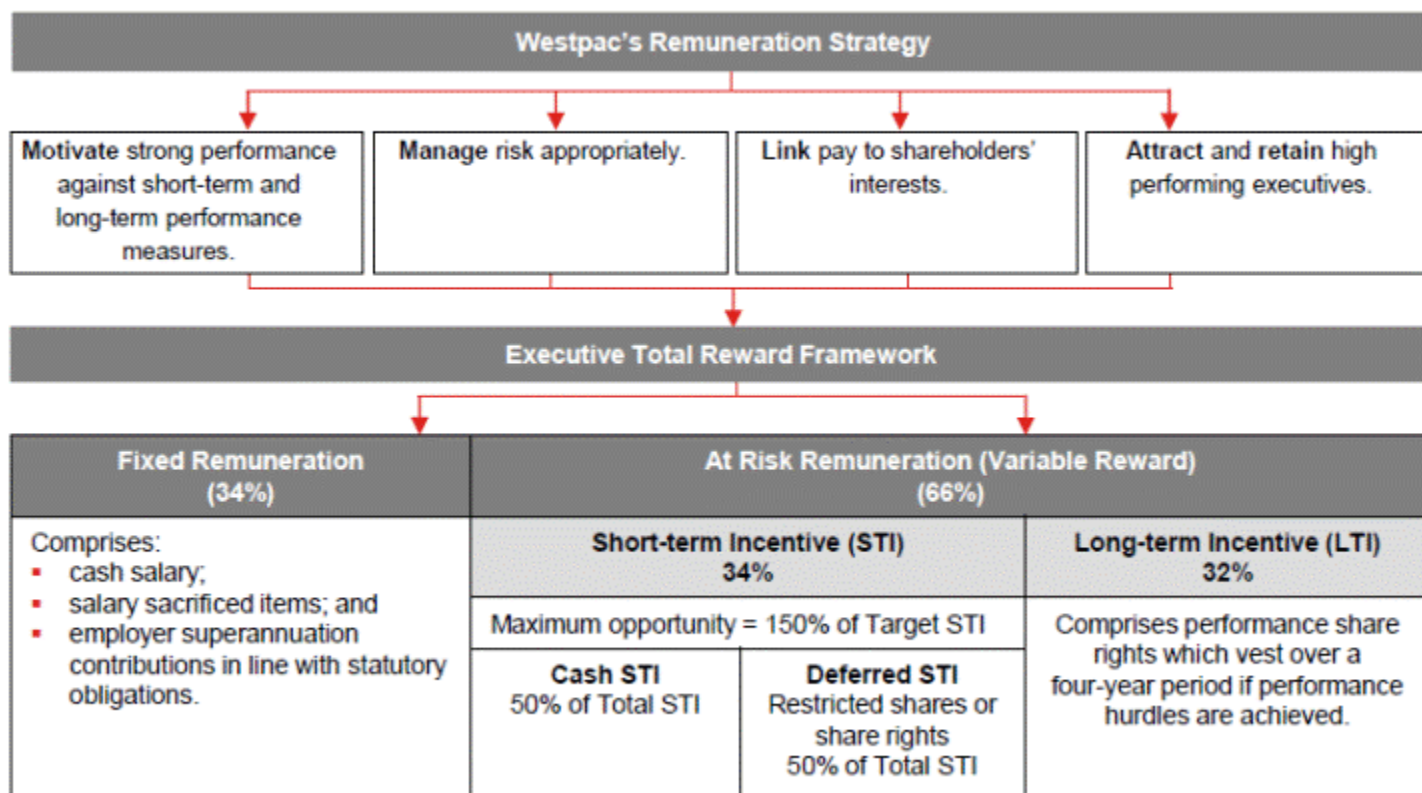 Westpac's Remuneration Strategy
Motivate strong performance
against short-term and
long-term performance
measures.
Manage risk appropriately.
Link pay to shareholders'
interests.
Attract and retain high
performing executives.
Executive Total Reward Framework
Fixed Remuneration
(34%)
At Risk Remuneration (Variable Reward)
(66%)
Comprises:
▪ cash salary;
▪ salary sacrificed items; and
▪ employer superannuation
contributions in line with statutory
obligations.
Short-term Incentive (STI)
34%
Maximum opportunity = 150% of Target STI
Cash STI
50% of Total STI
Deferred STI
Restricted shares or
share rights
50% of Total STI
Long-term Incentive (LTI)
32%
Comprises performance share
rights which vest over a
four-year period if performance
hurdles are achieved.